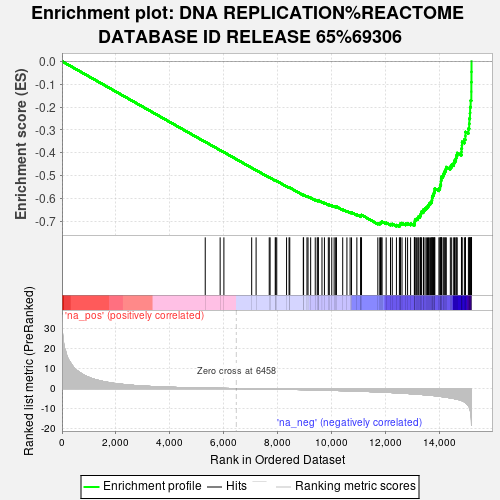 Enrichment plot: DNA REPLICATION%REACTOME
DATABASE ID RELEASE 65%69306
Enrichment score (ES)
0.0
-0.1
-0.2
-0.3
-0.4
-0.5
-0.6
-0.7
'na_pos' (positively correlated)
Ranked list metric (PreRanked)
30
20
10
0
-10
-20
Zero cross at 6458
'na_neg' (negatively correlated)
0
2,000
4,000
6,000
8,000
10,000
12,000
14,000
Rank in Ordered Dataset
Enrichment profile
Hits
Ranking metric scores